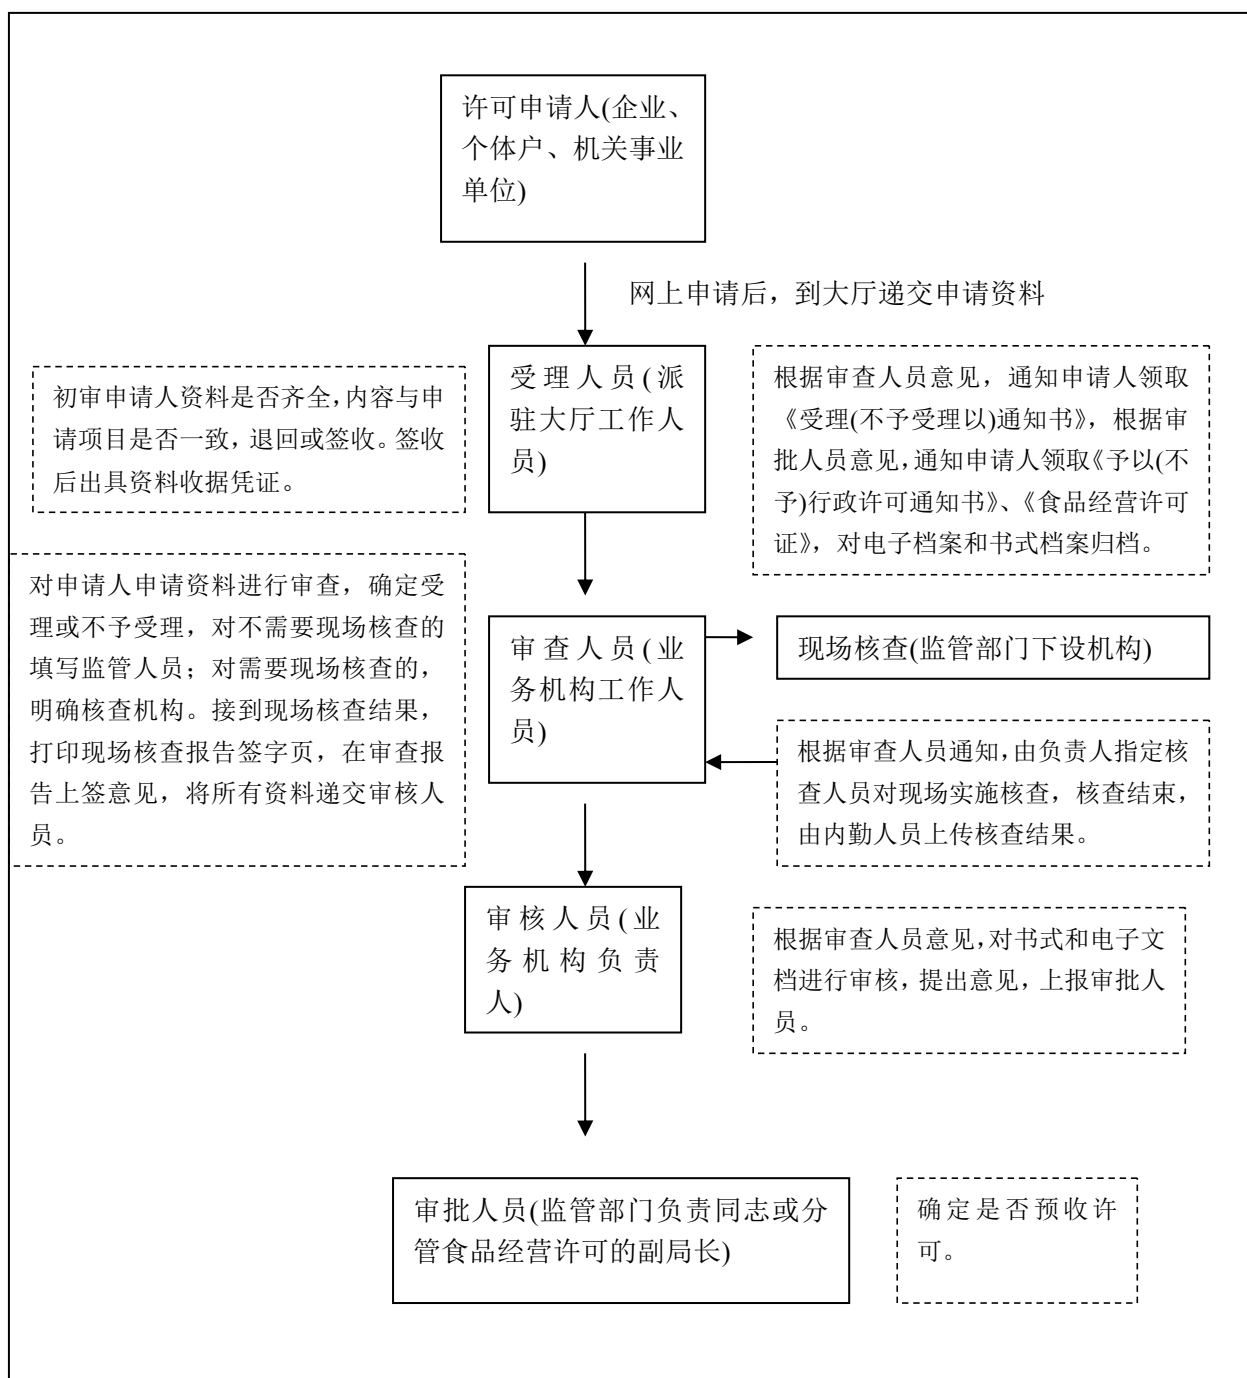 许可申请人(企业、
个体户、机关事业
单位)
网上申请后，到大厅递交申请资料
受理人员(派
驻大厅工作人
员)
初审申请人资料是否齐全，内容与申
请项目是否一致，退回或签收。签收
后出具资料收据凭证。
根据审查人员意见，通知申请人领取
《受理(不予受理以)通知书》，根据审
批人员意见，通知申请人领取《予以(不
予)行政许可通知书》、《食品经营许可
证》，对电子档案和书式档案归档。
对申请人申请资料进行审查，确定受
理或不予受理，对不需要现场核查的
填写监管人员；对需要现场核查的，
明确核查机构。接到现场核查结果，
打印现场核查报告签字页，在审查报
告上签意见，将所有资料递交审核人
员。
审查人员(业
务机构工作人
员)
现场核查(监管部门下设机构)
根据审查人员通知，由负责人指定核
查人员对现场实施核查，核查结束，
由内勤人员上传核查结果。
审核人员(业
务机构负责
人)
根据审查人员意见，对书式和电子文
档进行审核，提出意见，上报审批人
员。
审批人员(监管部门负责同志或分
管食品经营许可的副局长)
确定是否预收许
可。